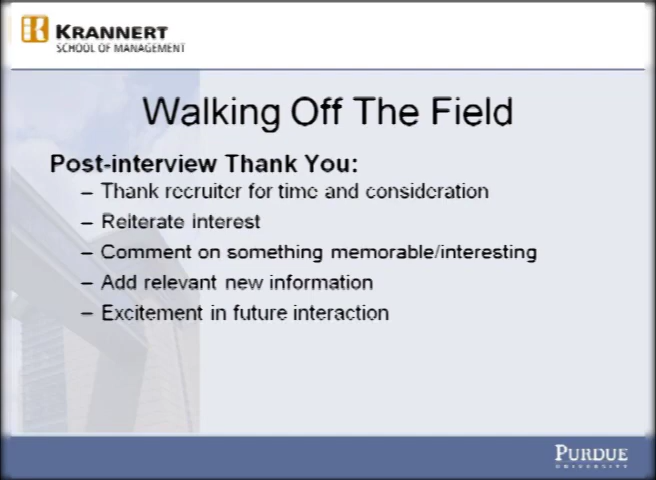 KRANNERT
SCHOOL OF MANAGEMENT
Walking Off The Field
Post-interview Thank You:
– Thank recruiter for time and consideration
– Reiterate interest
– Comment on something memorable/interesting
– Add relevant new information
– Excitement in future interaction
PURDUE
UNIVERSITY